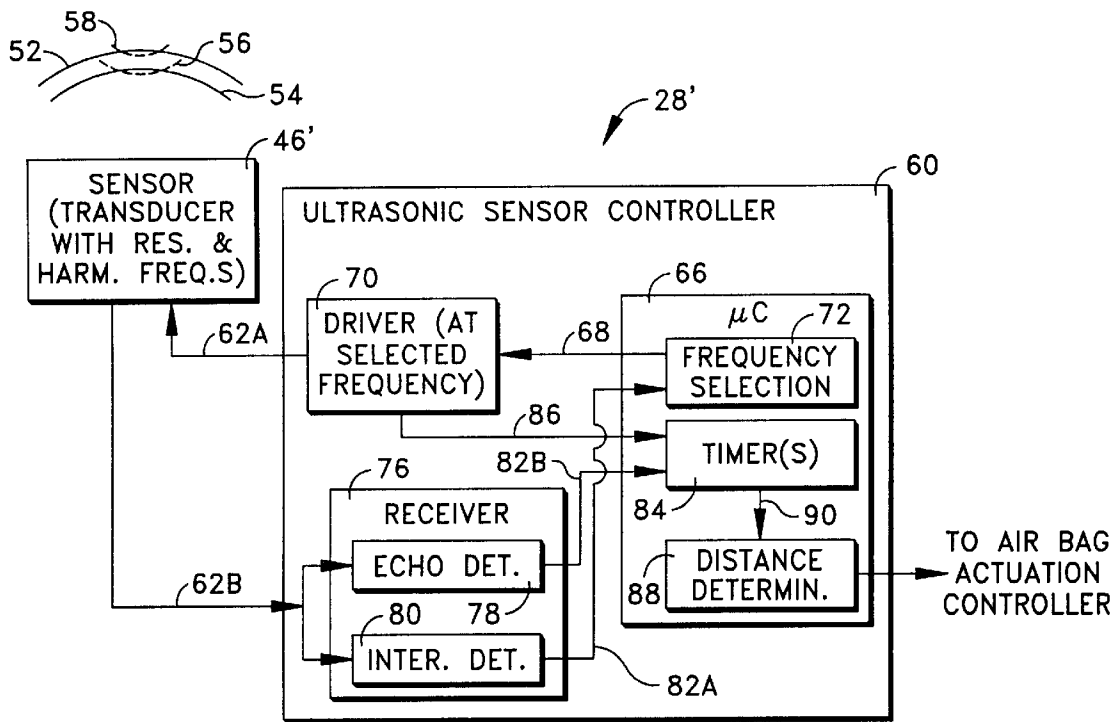 58
52
56
54
28'
46'
60
SENSOR
(TRANSDUCER
WITH RES. &
HARM. FREQ.S)
ULTRASONIC SENSOR CONTROLLER
70
66
μC
62A
DRIVER (AT
SELECTED
FREQUENCY)
68
72
FREQUENCY
SELECTION
86
82B
TIMER(S)
84
90
76
RECEIVER
ECHO DET.
78
88
DISTANCE
DETERMIN.
TO AIR BAG
ACTUATION
CONTROLLER
62B
80
INTER. DET.
82A